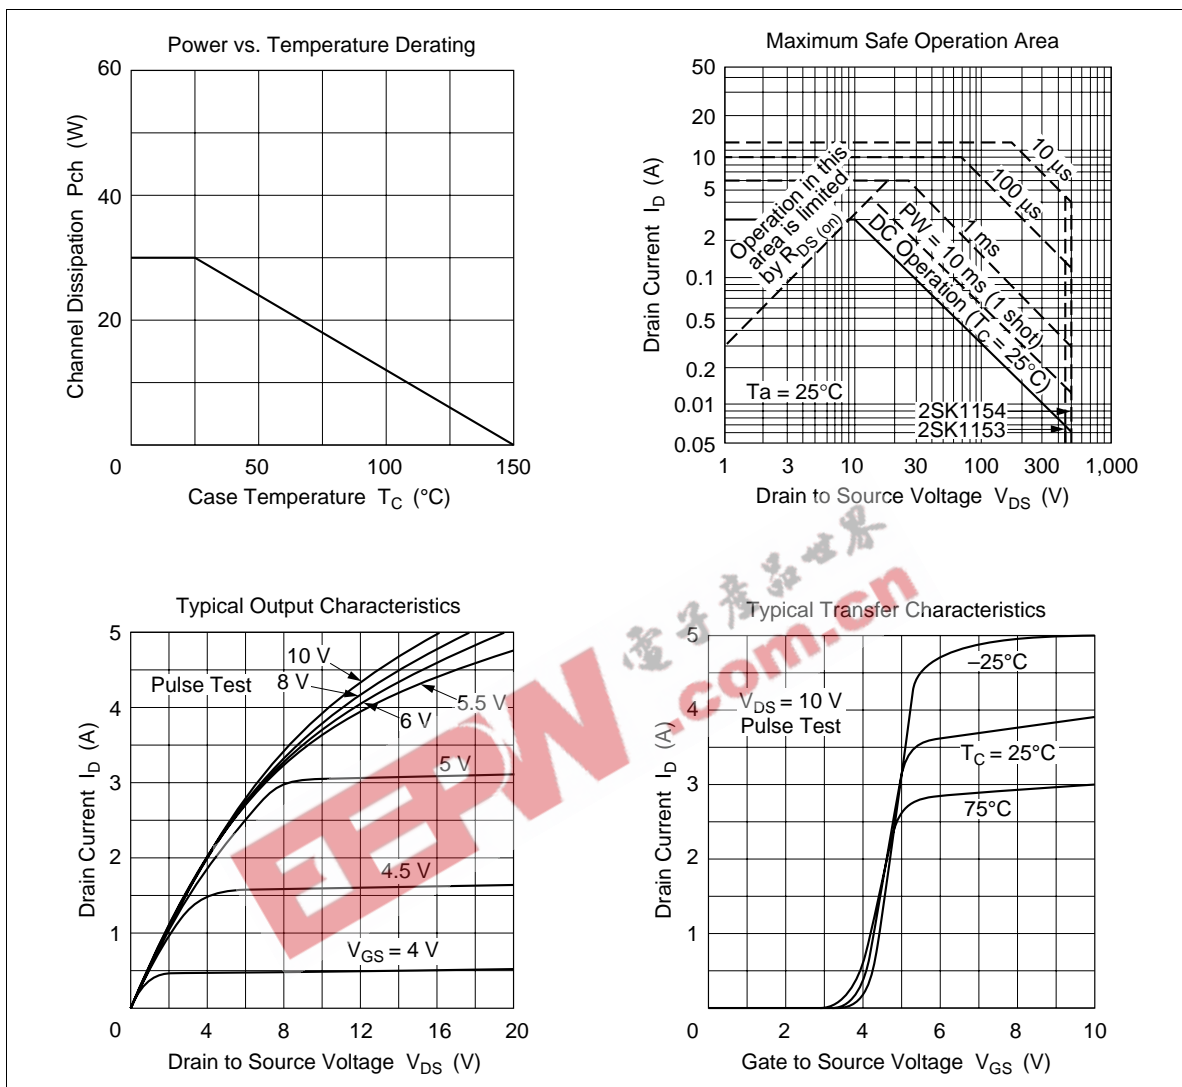 Power vs. Temperature Derating
60
40
20
0
50
100
150
Channel Dissipation Pch (W)
Case Temperature TC (°C)
Maximum Safe Operation Area
50
20
10
5
2
0.1
0.5
0.2
0.01
0.05
1
3
10
30
100
300
1,000
Drain Current ID (A)
Drain to Source Voltage VDS (V)
Operation in this
area is limited
by RDS (on)
10 µs
100 µs
1 ms
PW = 10 ms (1 shot)
DC Operation (TC = 25°C)
Ta = 25°C
2SK1154
2SK1153
Typical Output Characteristics
5
4
3
2
1
0
4
8
12
16
20
Drain Current ID (A)
Drain to Source Voltage VDS (V)
Pulse Test
10 V
8 V
6 V
5.5 V
5 V
4.5 V
VGS = 4 V
Typical Transfer Characteristics
5
4
3
2
1
0
2
4
6
8
10
Drain Current ID (A)
Gate to Source Voltage VGS (V)
VDS = 10 V
Pulse Test
–25°C
TC = 25°C
75°C
電子產品世界
EEPW.com.cn